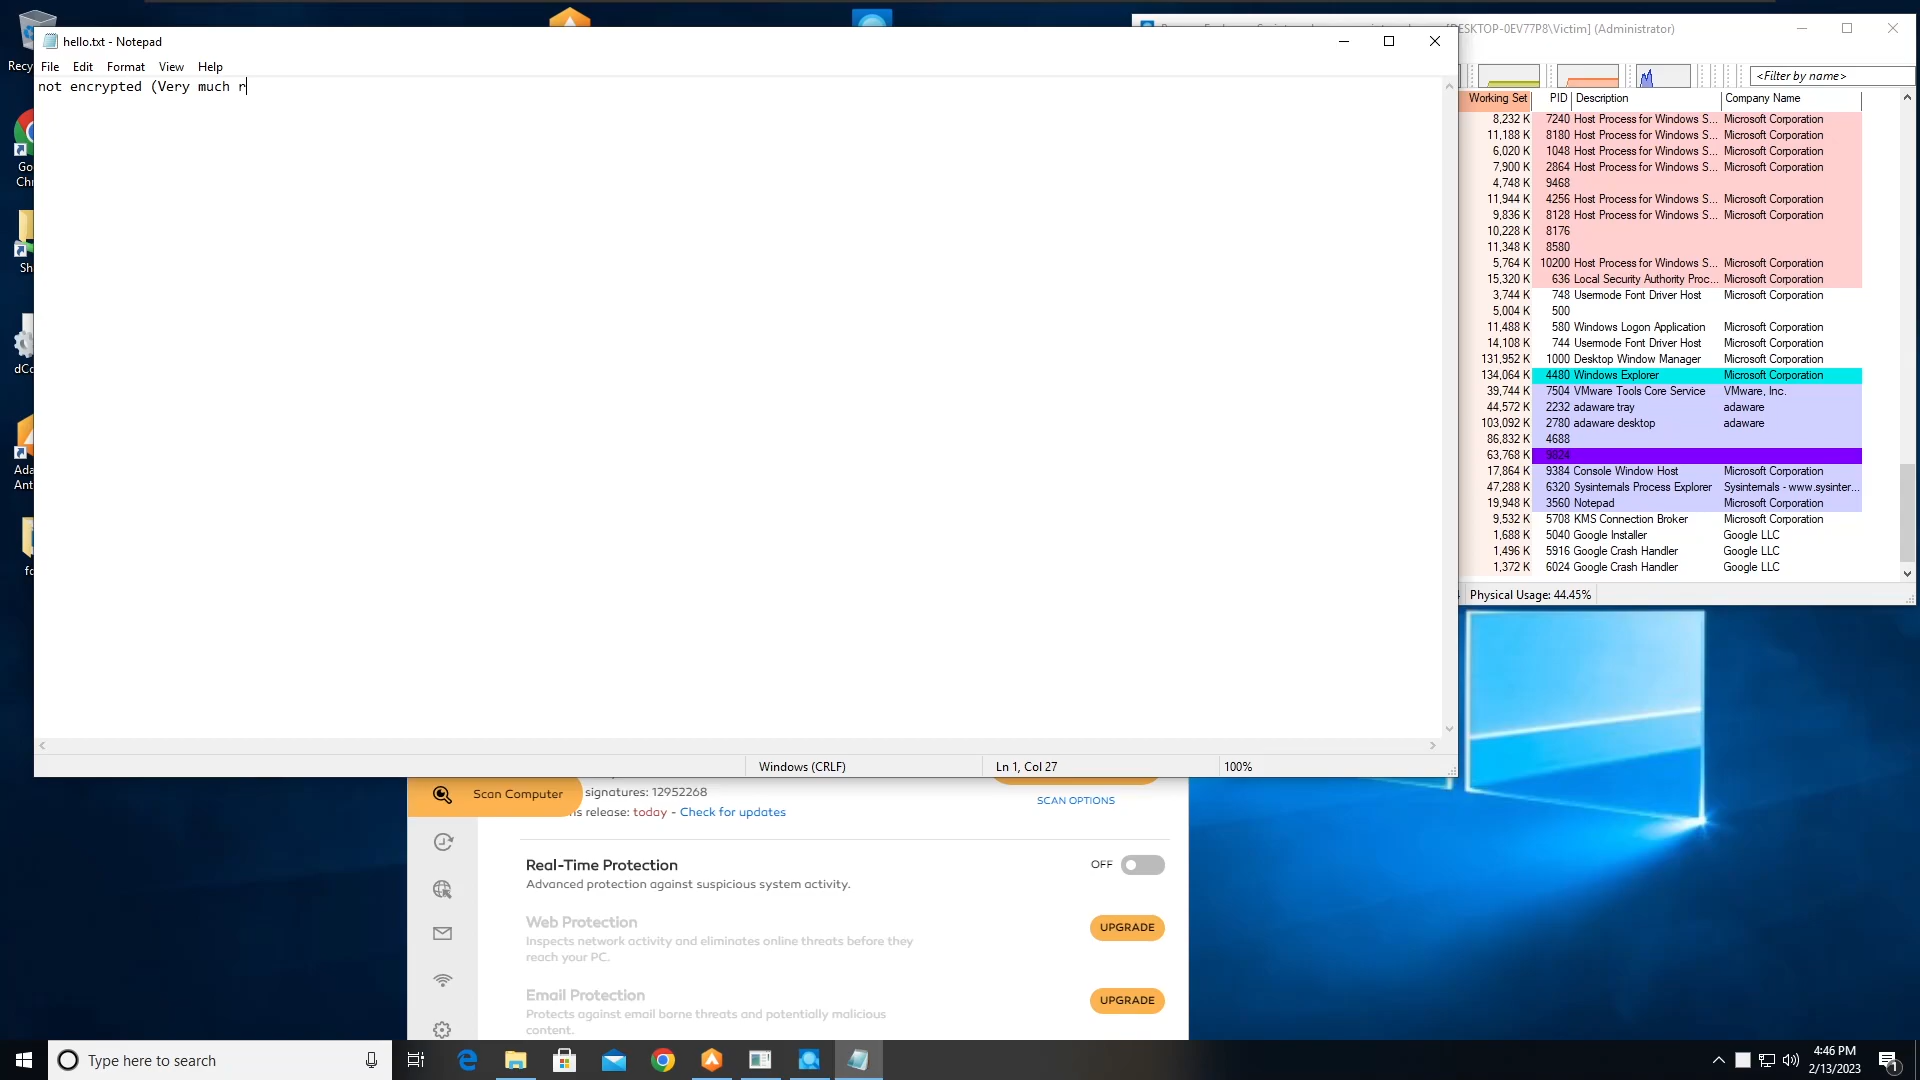 hello.txt - Notepad
File Edit Format View Help
not encrypted (Very much r
[DESKTOP-0EV77P8\Victim] (Administrator)
<Filter by name>
Working Set PID Description Company Name
8,232 K 7240 Host Process for Windows S... Microsoft Corporation
11,188 K 8180 Host Process for Windows S... Microsoft Corporation
6,020 K 1048 Host Process for Windows S... Microsoft Corporation
7,900 K 2864 Host Process for Windows S... Microsoft Corporation
4,748 K 9468
11,944 K 4256 Host Process for Windows S... Microsoft Corporation
9,836 K 8128 Host Process for Windows S... Microsoft Corporation
10,228 K 8176
11,348 K 8580
5,764 K 10200 Host Process for Windows S... Microsoft Corporation
15,320 K 636 Local Security Authority Proc... Microsoft Corporation
3,744 K 748 Usermode Font Driver Host Microsoft Corporation
5,004 K 500
11,488 K 580 Windows Logon Application Microsoft Corporation
14,108 K 744 Usermode Font Driver Host Microsoft Corporation
131,952 K 1000 Desktop Window Manager Microsoft Corporation
134,064 K 4480 Windows Explorer Microsoft Corporation
39,744 K 7504 VMware Tools Core Service VMware, Inc.
44,572 K 2232 adaware tray adaware
103,092 K 2780 adaware desktop adaware
86,832 K 4688
63,768 K 9824
17,864 K 9384 Console Window Host Microsoft Corporation
47,288 K 6320 Sysinternals Process Explorer Sysinternals - www.sysinter...
19,948 K 3560 Notepad Microsoft Corporation
9,532 K 5708 KMS Connection Broker Microsoft Corporation
1,688 K 5040 Google Installer Google LLC
1,496 K 5916 Google Crash Handler Google LLC
1,372 K 6024 Google Crash Handler Google LLC
Physical Usage: 44.45%
Recy
Go
Chr
Sh
dCo
Ada
Ant
Windows (CRLF) Ln 1, Col 27 100%
Scan Computer
signatures: 12952268
s release: today - Check for updates
SCAN OPTIONS
Real-Time Protection
OFF
Advanced protection against suspicious system activity.
Web Protection
UPGRADE
Inspects network activity and eliminates online threats before they
reach your PC.
Email Protection
UPGRADE
Protects against email borne threats and potentially malicious
content.
Type here to search
4:46 PM
2/13/2023
1